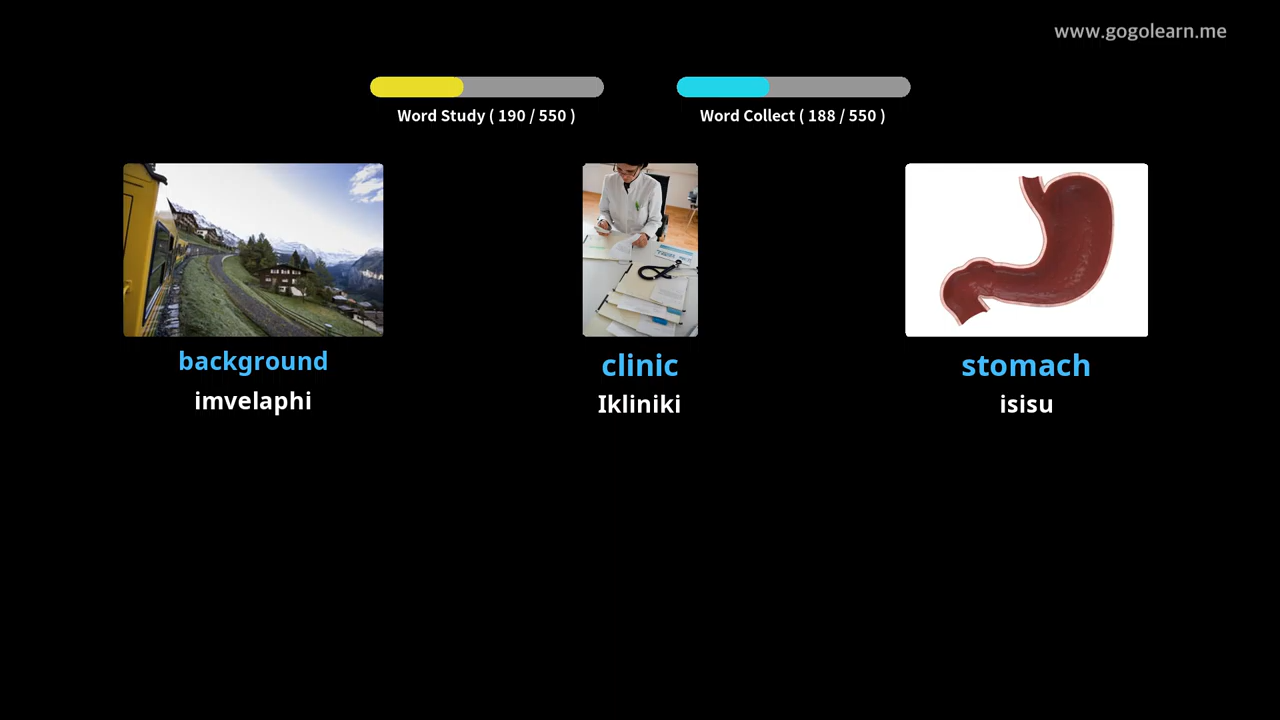 www.gogolearn.me
Word Study ( 190 / 550 )
Word Collect ( 188 / 550 )
background
imvelaphi
clinic
Ikliniki
stomach
isisu